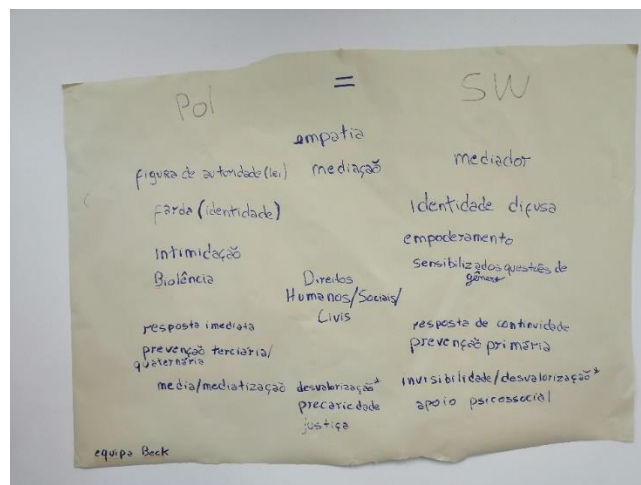 Pol = SW
empatia
figura de autoridade (lei) mediação mediador
farda (identidade) Identidade difusa
Intimidação empoderamento
Biolência Direitos sensibilizados questões de
género
Humanos/Sociais/
Civis
resposta imediata resposta de continuidade
prevenção terciária/ prevenção primária
quaternária
media/mediatização desvalorização* invisibilidade/desvalorização*
precaricdade apoio psicossocial
justiça
equipa Beck